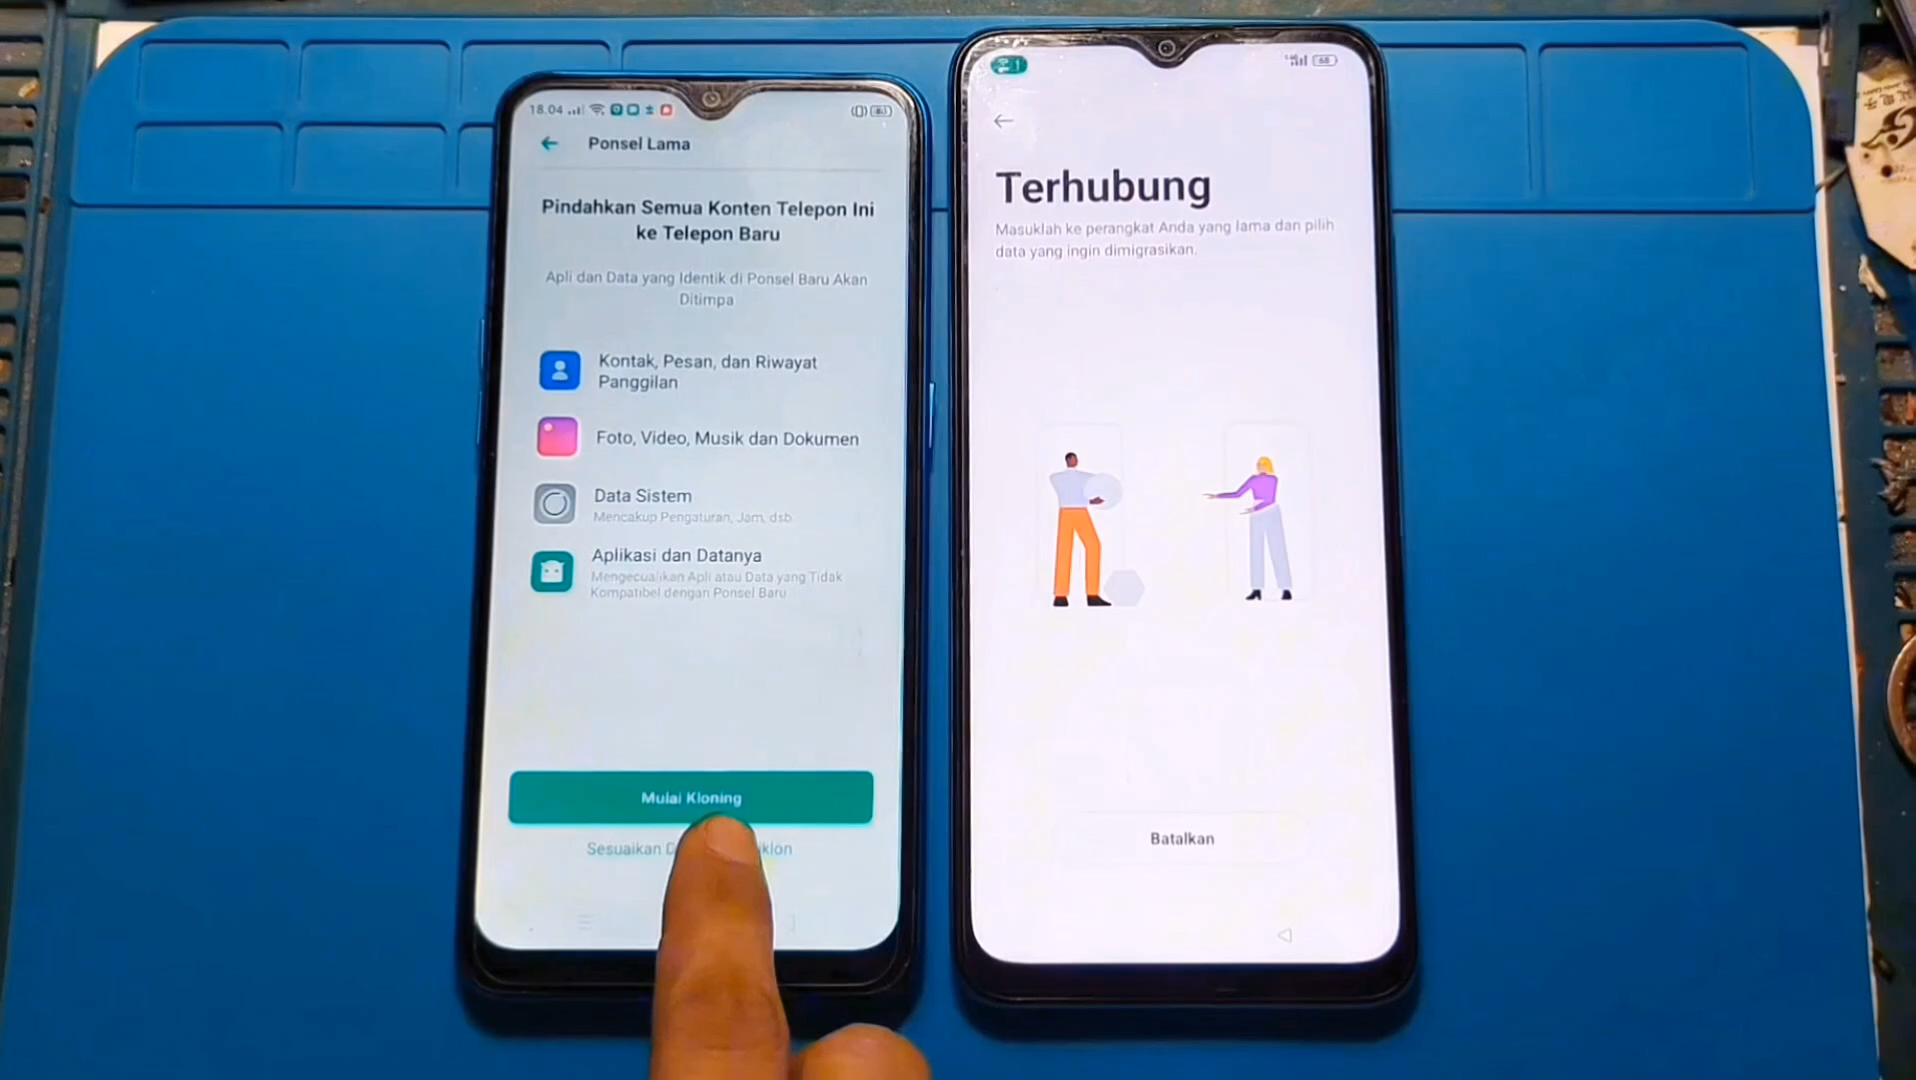 18.04
Ponsel Lama
Pindahkan Semua Konten Telepon Ini
ke Telepon Baru
Apli dan Data yang Identik di Ponsel Baru Akan
Ditimpa
Kontak, Pesan, dan Riwayat
Panggilan
Foto, Video, Musik dan Dokumen
Data Sistem
Mencakup Pengaturan, Jam, dsb.
Aplikasi dan Datanya
Mengecualikan Apli atau Data yang Tidak
Kompatibel dengan Ponsel Baru
Mulai Kloning
Sesuaikan
1
68
Terhubung
Masuklah ke perangkat Anda yang lama dan pilih
data yang ingin dimigrasikan.
Batalkan